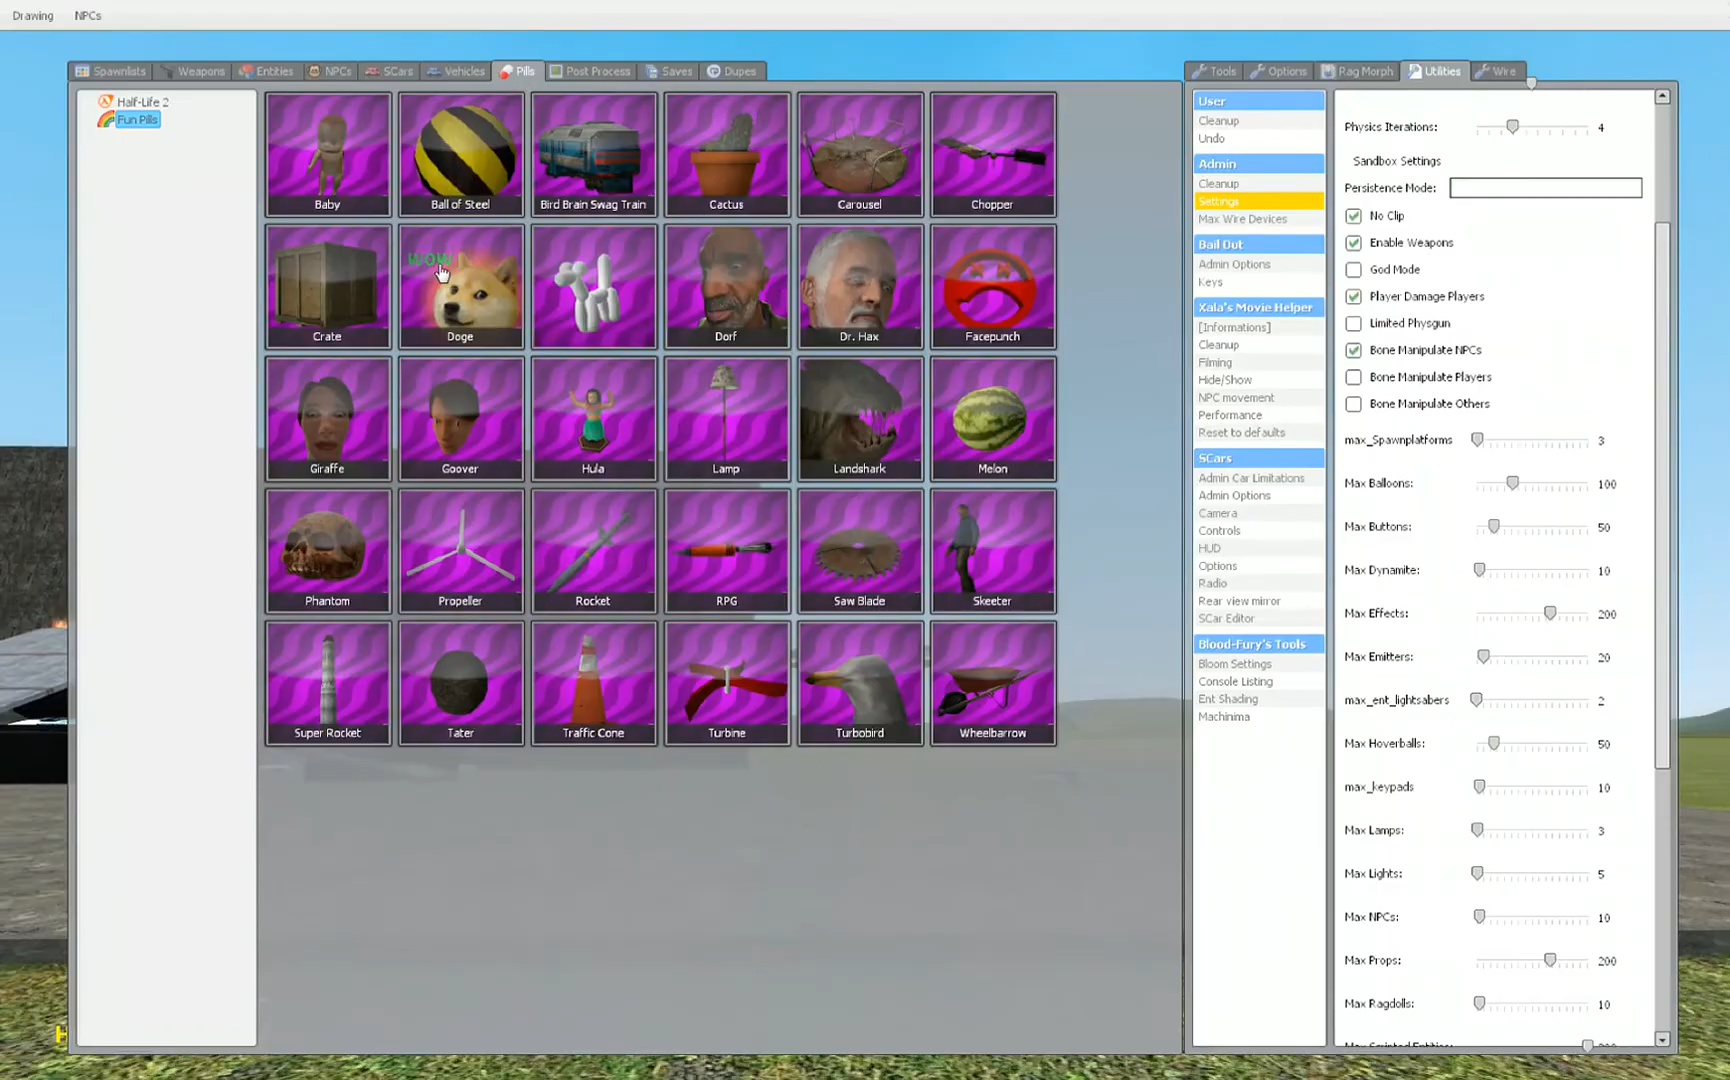 Drawing NPCs
Spawnlists Weapons Entities NPCs SCars Vehicles Pills Post Process Saves Dupes
Half-Life 2
Fun Pills
Baby Ball of Steel Bird Brain Swag Train Cactus Carousel Chopper
wow
Crate Doge Dorf Dr. Hax Facepunch
Giraffe Goover Hula Lamp Landshark Melon
Phantom Propeller Rocket RPG Saw Blade Skeeter
Super Rocket Tater Traffic Cone Turbine Turbobird Wheelbarrow
Tools Options Rag Morph Utilities Wire
User
Cleanup
Undo
Admin
Cleanup
Settings
Max Wire Devices
Bail Out
Admin Options
Keys
Xala's Movie Helper
[Informations]
Cleanup
Filming
Hide/Show
NPC movement
Performance
Reset to defaults
SCars
Admin Car Limitations
Admin Options
Camera
Controls
HUD
Options
Radio
Rear view mirror
SCar Editor
Blood-Fury's Tools
Bloom Settings
Console Listing
Ent Shading
Machinima
Physics Iterations: 4
Sandbox Settings
Persistence Mode:
No Clip
Enable Weapons
God Mode
Player Damage Players
Limited Physgun
Bone Manipulate NPCs
Bone Manipulate Players
Bone Manipulate Others
max_Spawnplatforms 3
Max Balloons: 100
Max Buttons: 50
Max Dynamite: 10
Max Effects: 200
Max Emitters: 20
max_ent_lightsabers 2
Max Hoverballs: 50
max_keypads 10
Max Lamps: 3
Max Lights: 5
Max NPCs: 10
Max Props: 200
Max Ragdolls: 10